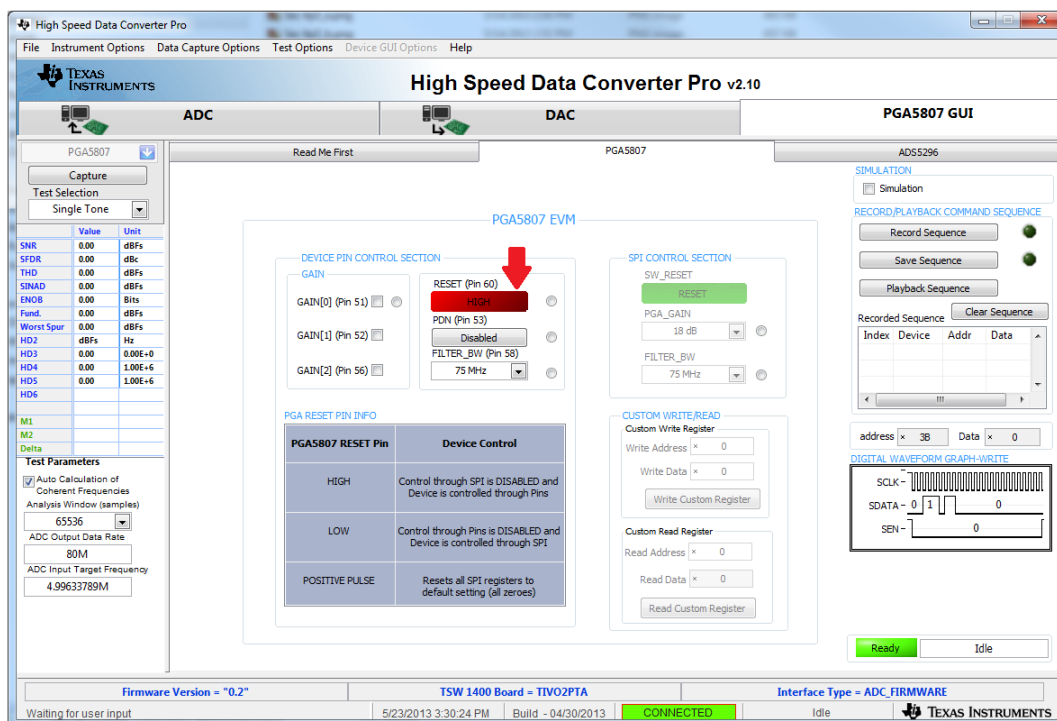 High Speed Data Converter Pro
File Instrument Options Data Capture Options Test Options Device GUI Options Help
TEXAS INSTRUMENTS
High Speed Data Converter Pro v2.10
ADC
DAC
PGA5807 GUI
PGA5807
Capture
Test Selection
Single Tone
Value Unit
SNR 0.00 dBFs
SFDR 0.00 dBc
THD 0.00 dBFs
SINAD 0.00 dBFs
ENOB 0.00 Bits
Fund. 0.00 dBFs
Worst Spur 0.00 dBFs
HD2 dBFs Hz
HD3 0.00 0.00E+0
HD4 0.00 1.00E+6
HD5 0.00 1.00E+6
HD6
M1
M2
Delta
Test Parameters
Auto Calculation of
Coherent Frequencies
Analysis Window (samples)
65536
ADC Output Data Rate
80M
ADC Input Target Frequency
4.99633789M
Read Me First
PGA5807
ADS5296
PGA5807 EVM
DEVICE PIN CONTROL SECTION
GAIN
GAIN[0] (Pin 51)
GAIN[1] (Pin 52)
GAIN[2] (Pin 56)
RESET (Pin 60)
HIGH
PDN (Pin 53)
Disabled
FILTER_BW (Pin 58)
75 MHz
SPI CONTROL SECTION
SW_RESET
RESET
PGA_GAIN
18 dB
FILTER_BW
75 MHz
PGA RESET PIN INFO
PGA5807 RESET Pin Device Control
HIGH Control through SPI is DISABLED and
Device is controlled through Pins
LOW Control through Pins is DISABLED and
Device is controlled through SPI
POSITIVE PULSE Resets all SPI registers to
default setting (all zeroes)
CUSTOM WRITE/READ
Custom Write Register
Write Address × 0
Write Data × 0
Write Custom Register
Custom Read Register
Read Address × 0
Read Data × 0
Read Custom Register
SIMULATION
Simulation
RECORD/PLAYBACK COMMAND SEQUENCE
Record Sequence
Save Sequence
Playback Sequence
Recorded Sequence Clear Sequence
Index Device Addr Data
address × 3B Data × 0
DIGITAL WAVEFORM GRAPH-WRITE
SCLK -
SDATA - 0 1 0
SEN - 0
Ready Idle
Firmware Version = "0.2" TSW 1400 Board = TIVO2PTA Interface Type = ADC_FIRMWARE
Waiting for user input 5/23/2013 3:30:24 PM Build - 04/30/2013 CONNECTED Idle TEXAS INSTRUMENTS